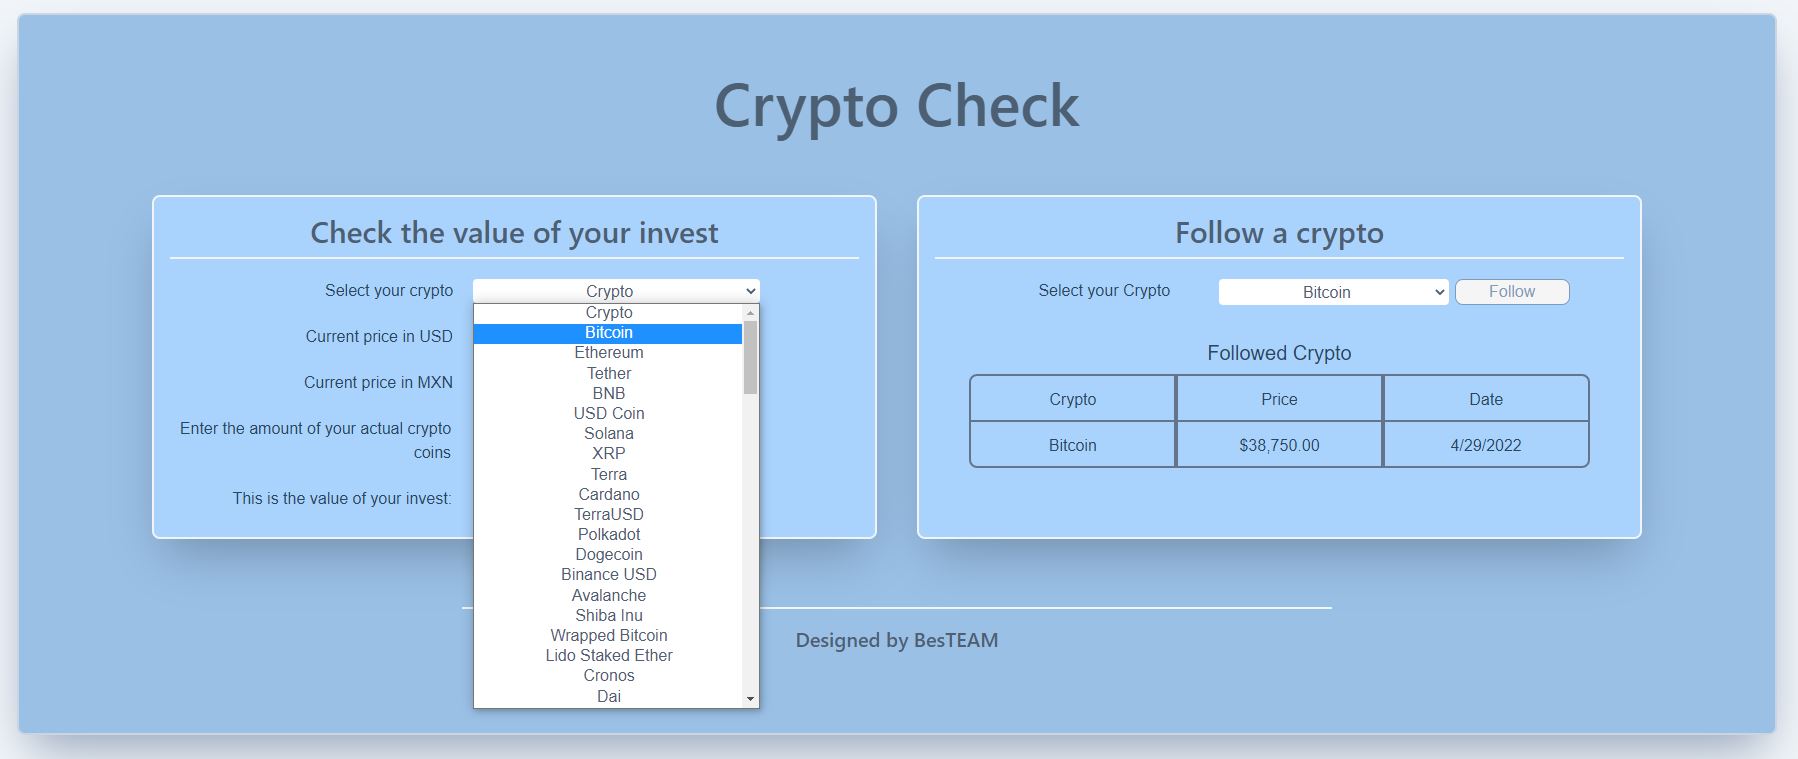 Crypto Check
Check the value of your invest
Select your crypto
Crypto
Crypto
Bitcoin
Ethereum
Tether
BNB
USD Coin
Solana
XRP
Terra
Cardano
TerraUSD
Polkadot
Dogecoin
Binance USD
Avalanche
Shiba Inu
Wrapped Bitcoin
Lido Staked Ether
Cronos
Dai
Current price in USD
Current price in MXN
Enter the amount of your actual crypto
coins
This is the value of your invest:
Follow a crypto
Select your Crypto Bitcoin Follow
Followed Crypto
Crypto Price Date
Bitcoin $38,750.00 4/29/2022
Designed by BesTEAM